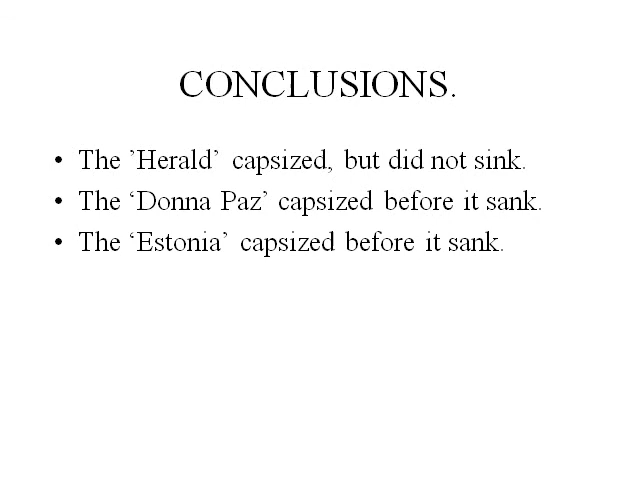 CONCLUSIONS.
• The ’Herald’ capsized, but did not sink.
• The ‘Donna Paz’ capsized before it sank.
• The ‘Estonia’ capsized before it sank.